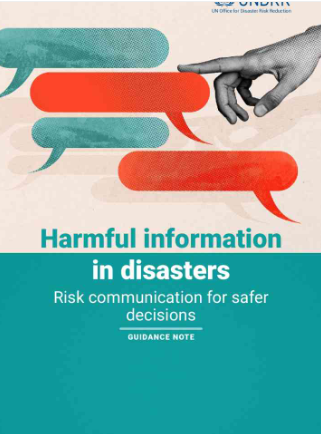 UNDRR
UN Office for Disaster Risk Reduction
Harmful information
in disasters
Risk communication for safer
decisions
GUIDANCE NOTE